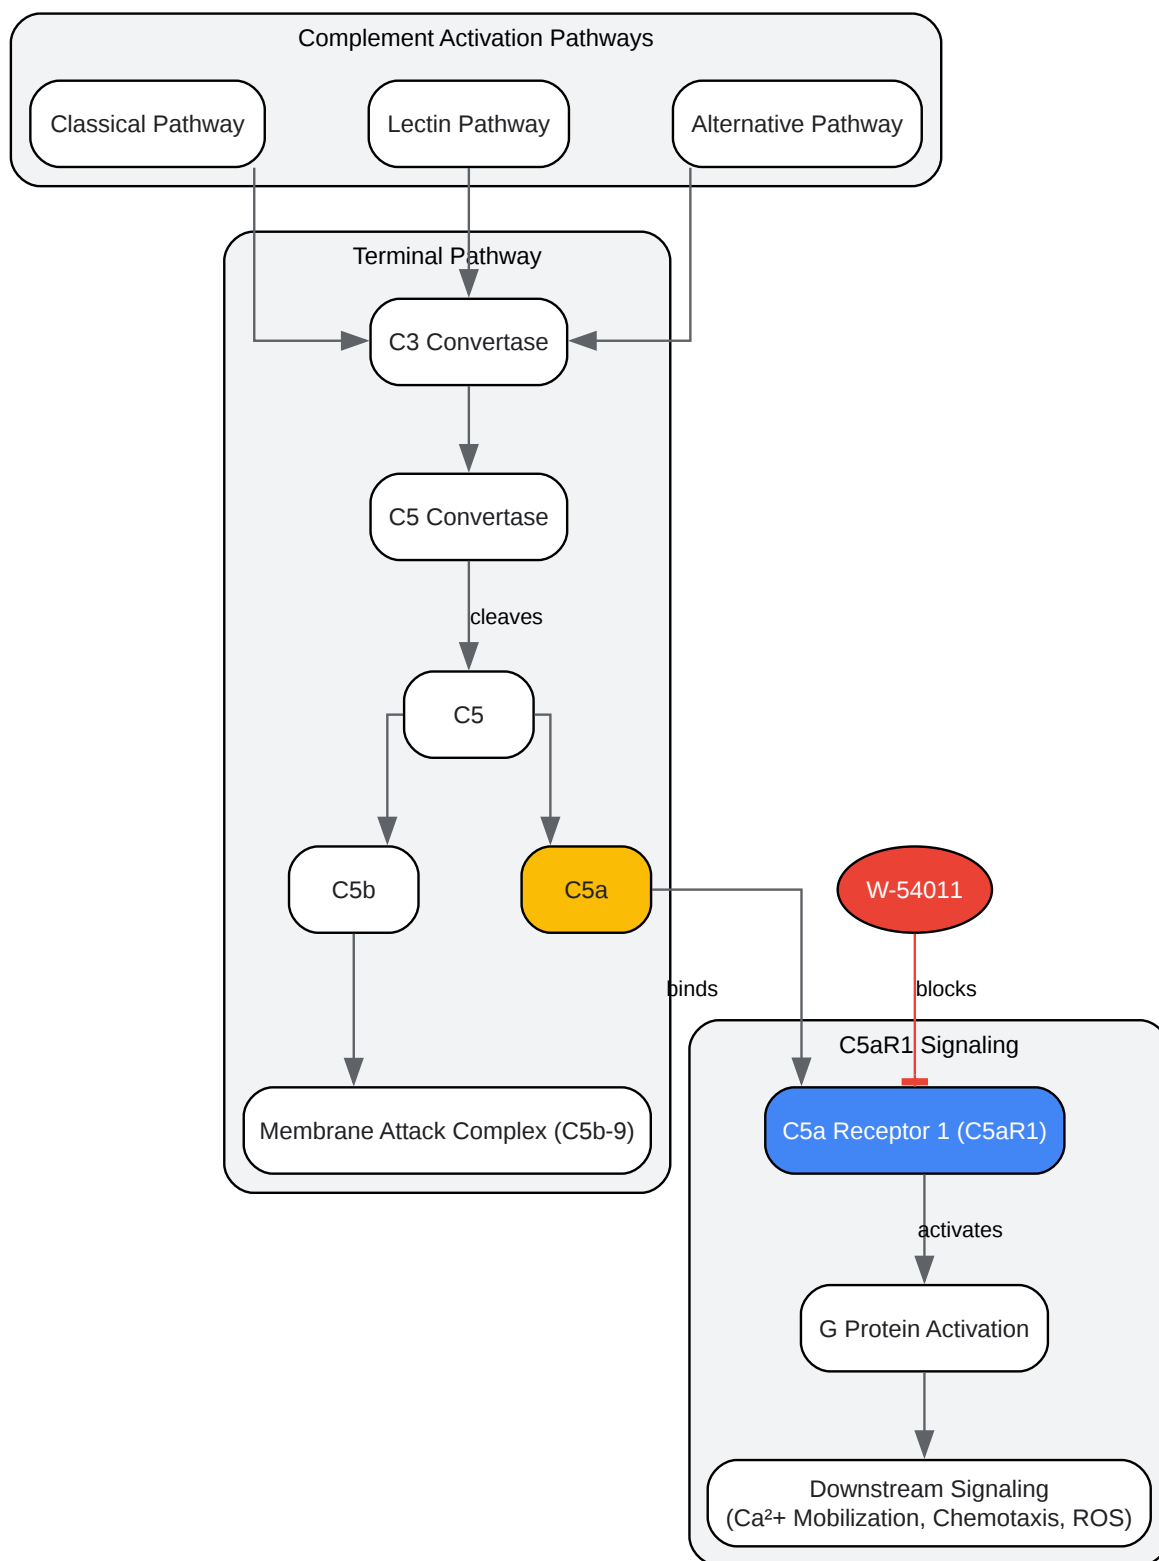 Complement Activation Pathways
Classical Pathway
Lectin Pathway
Alternative Pathway
Terminal Pathway
C3 Convertase
C5 Convertase
cleaves
C5
C5b
C5a
W-54011
binds
blocks
C5aR1 Signaling
Membrane Attack Complex (C5b-9)
C5a Receptor 1 (C5aR1)
activates
G Protein Activation
Downstream Signaling
(Ca²+ Mobilization, Chemotaxis, ROS)